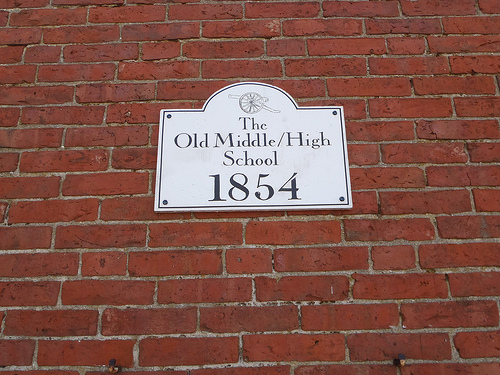 The
Old Middle/High
School
1854